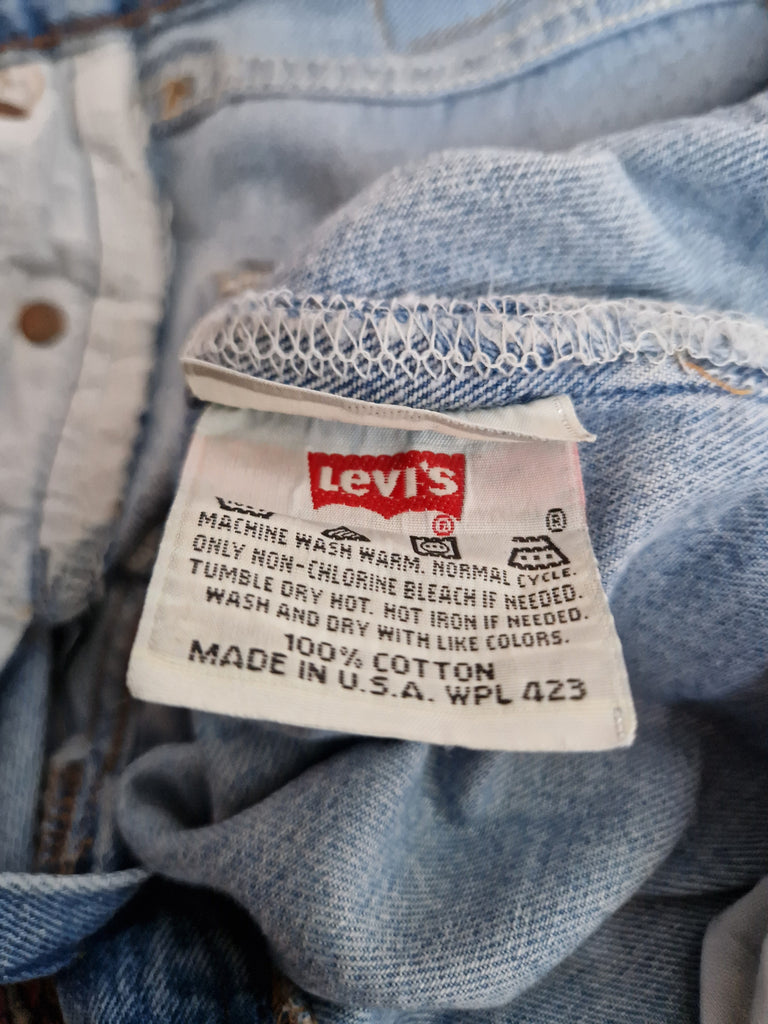 Levi's
®
®
MACHINE WASH WARM. NORMAL CYCLE.
ONLY NON-CHLORINE BLEACH IF NEEDED.
TUMBLE DRY HOT. HOT IRON IF NEEDED.
WASH AND DRY WITH LIKE COLORS.
100% COTTON
MADE IN U.S.A. WPL 423